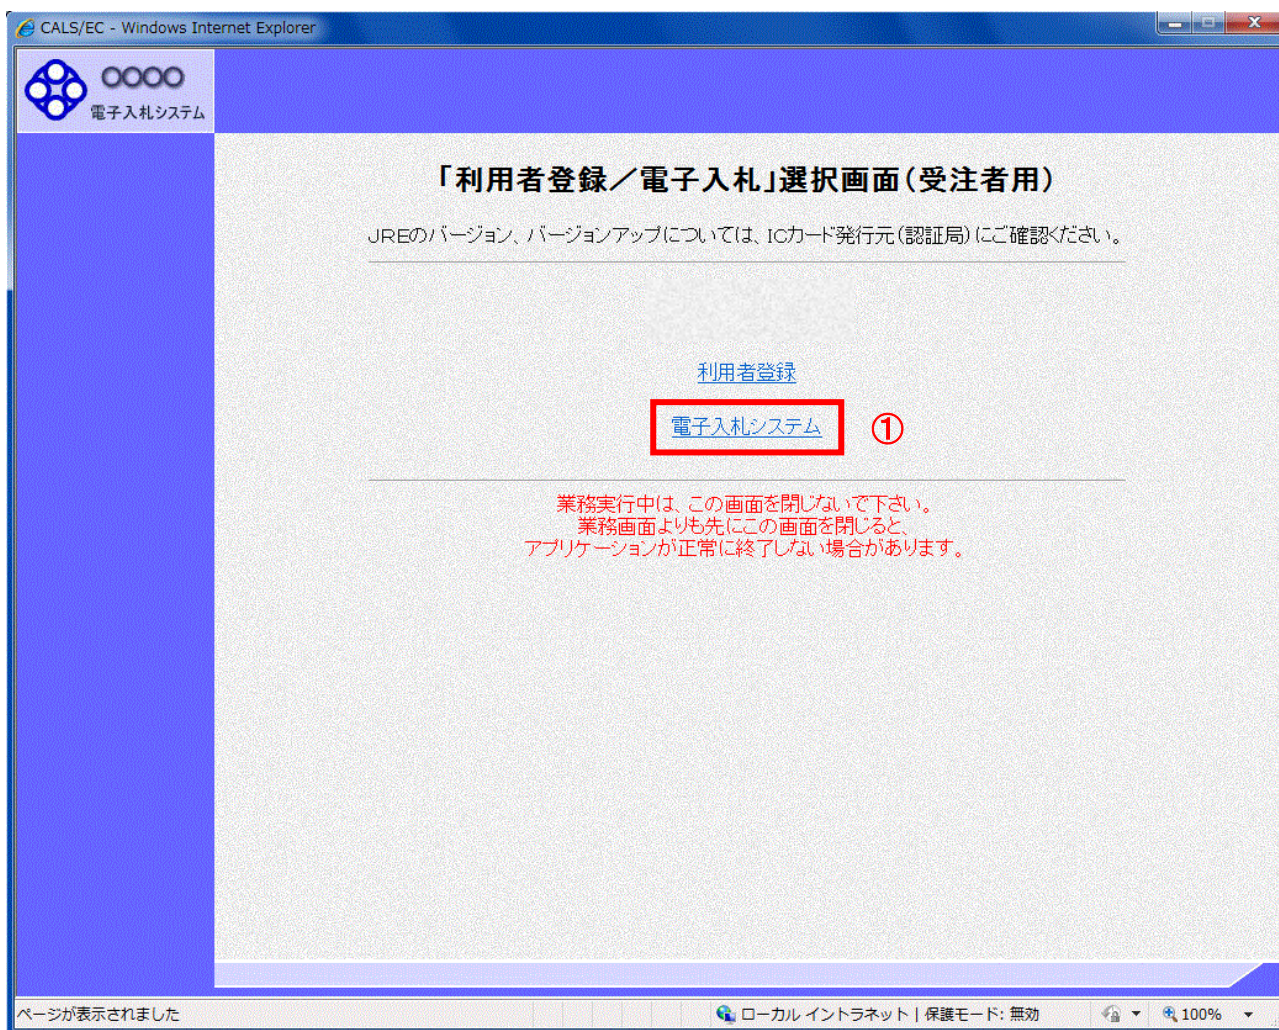 CALS/EC - Windows Internet Explorer
〇〇〇〇
電子入札システム
「利用者登録／電子入札」選択画面（受注者用）
JREのバージョン、バージョンアップについては、ICカード発行元（認証局）にご確認ください。
利用者登録
電子入札システム ①
業務実行中は、この画面を閉じないで下さい。
業務画面よりも先にこの画面を閉じると、
アプリケーションが正常に終了しない場合があります。
ページが表示されました ローカル イントラネット | 保護モード: 無効 100%